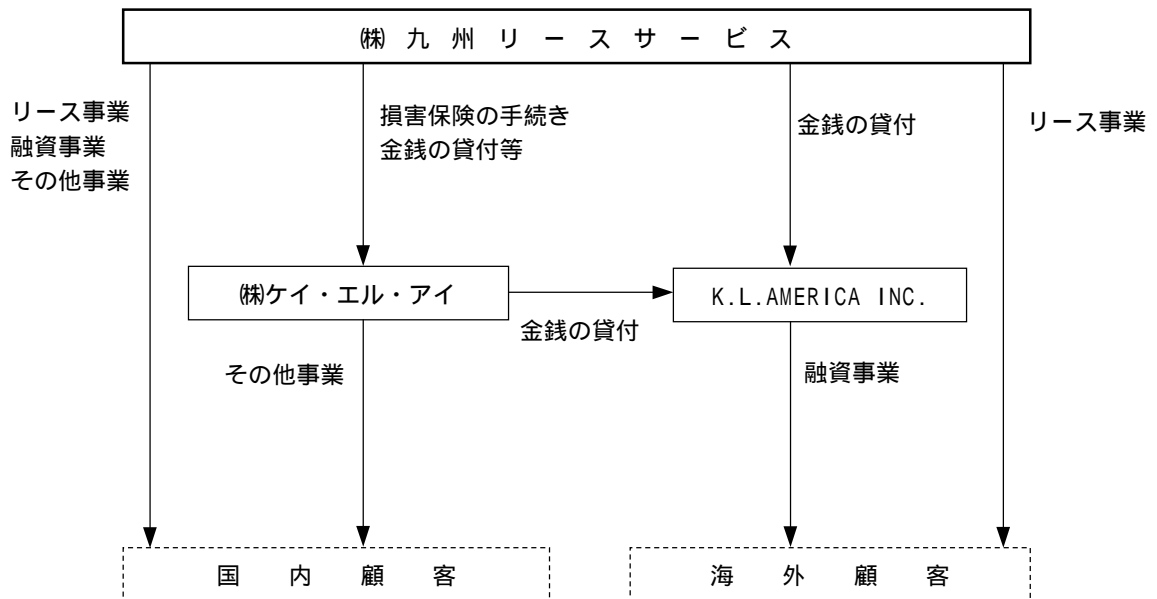 ㈱九州リースサービス
リース事業
融資事業
その他事業
損害保険の手続き
金銭の貸付等
金銭の貸付
リース事業
㈱ケイ・エル・アイ
金銭の貸付
K.L.AMERICA INC.
その他事業
融資事業
国内顧客
海外顧客